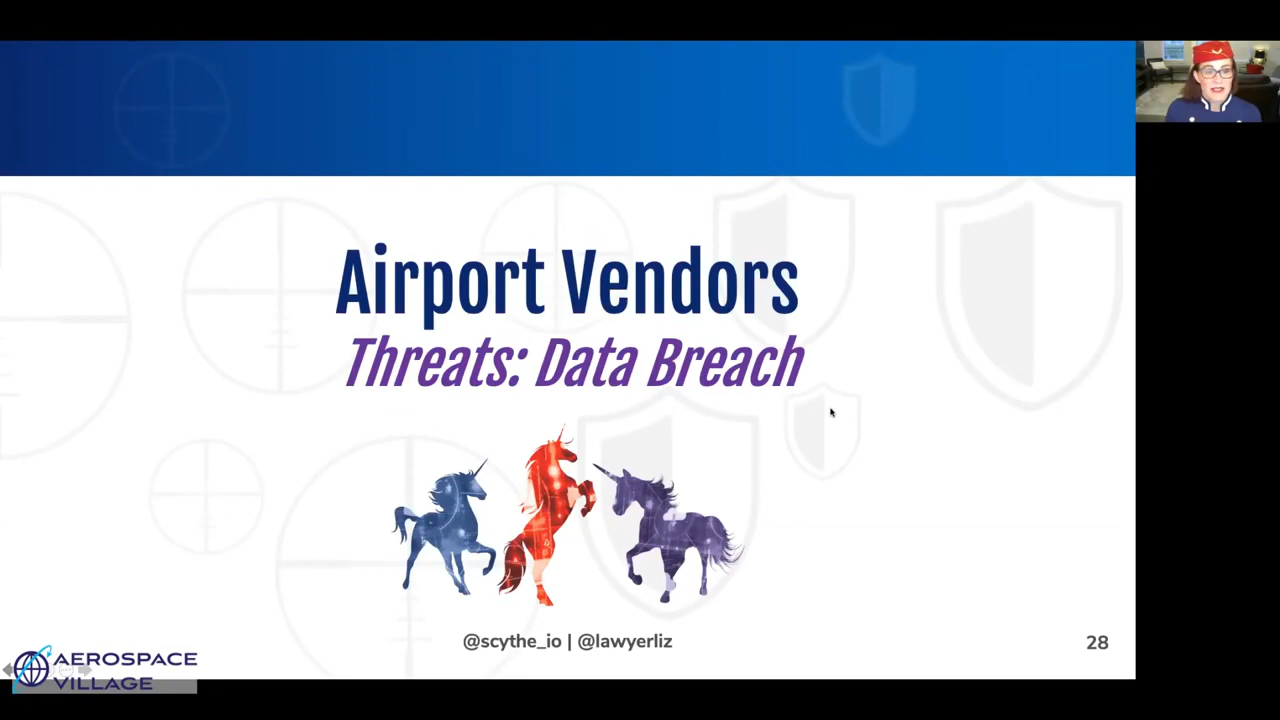 Airport Vendors
Threats: Data Breach
@scythe_io | @lawyerliz
28
AEROSPACE
VILLAGE